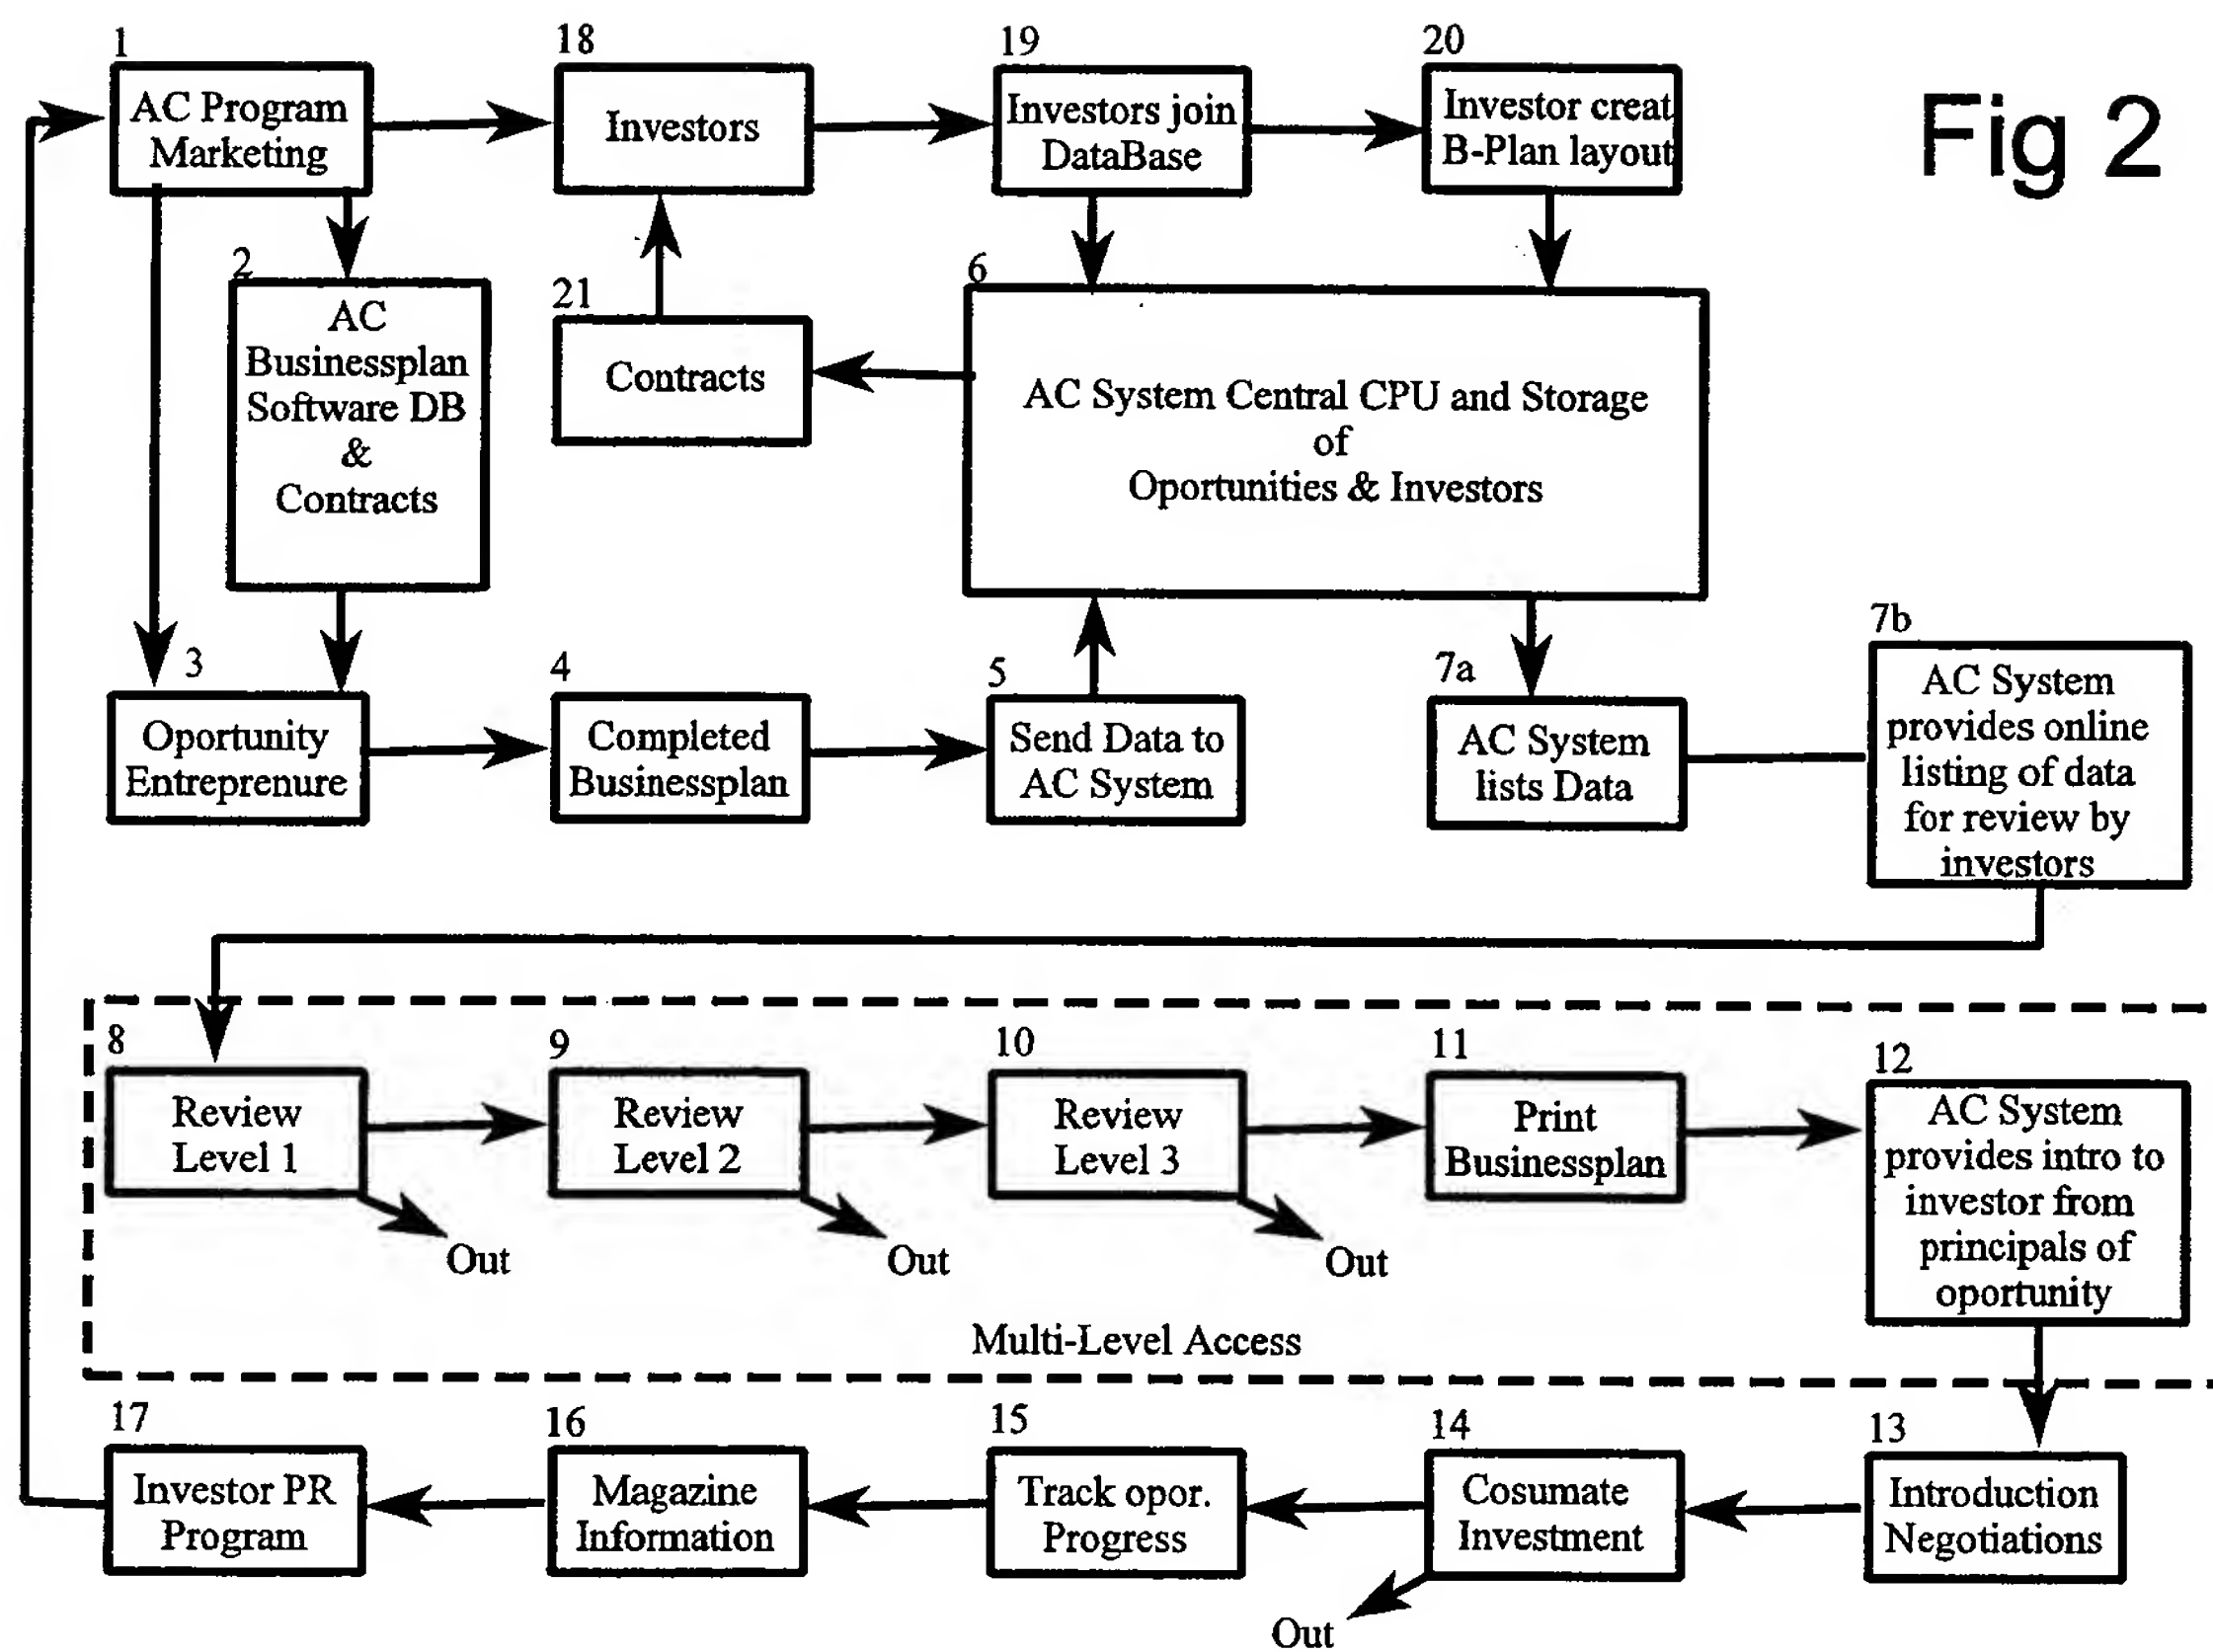 1
AC Program
Marketing
18
Investors
19
Investors join
DataBase
20
Investor creat
B-Plan layout
Fig 2
2
AC
Businessplan
Software DB
&
Contracts
21
Contracts
6
AC System Central CPU and Storage
of
Oportunities & Investors
3
Oportunity
Entreprenure
4
Completed
Businessplan
5
Send Data to
AC System
7a
AC System
lists Data
7b
AC System
provides online
listing of data
for review by
investors
8
Review
Level 1
Out
9
Review
Level 2
Out
10
Review
Level 3
Out
11
Print
Businessplan
12
AC System
provides intro to
investor from
principals of
oportunity
Multi-Level Access
17
Investor PR
Program
16
Magazine
Information
15
Track opor.
Progress
14
Cosumate
Investment
Out
13
Introduction
Negotiations